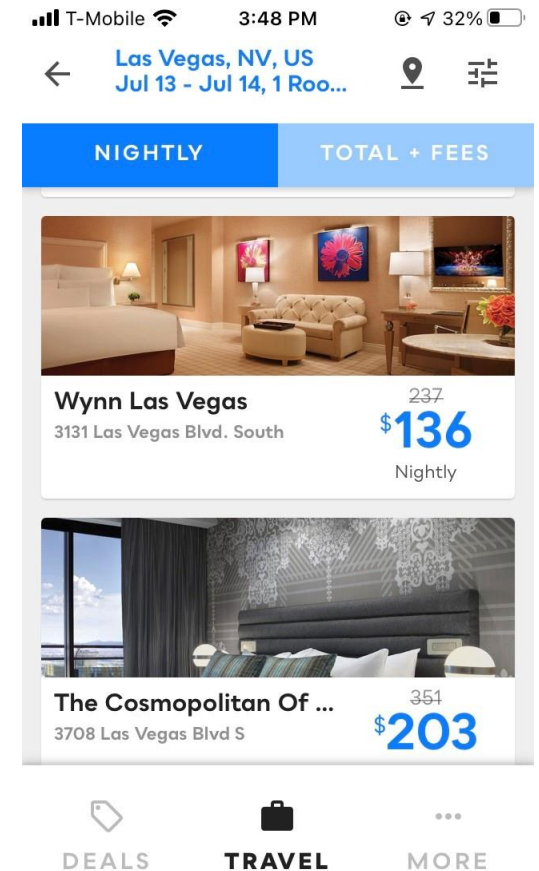 T-Mobile 3:48 PM 32%
Las Vegas, NV, US
Jul 13 - Jul 14, 1 Roo...
NIGHTLY TOTAL + FEES
Wynn Las Vegas
3131 Las Vegas Blvd. South
237
$136
Nightly
The Cosmopolitan Of ...
3708 Las Vegas Blvd S
351
$203
DEALS TRAVEL MORE